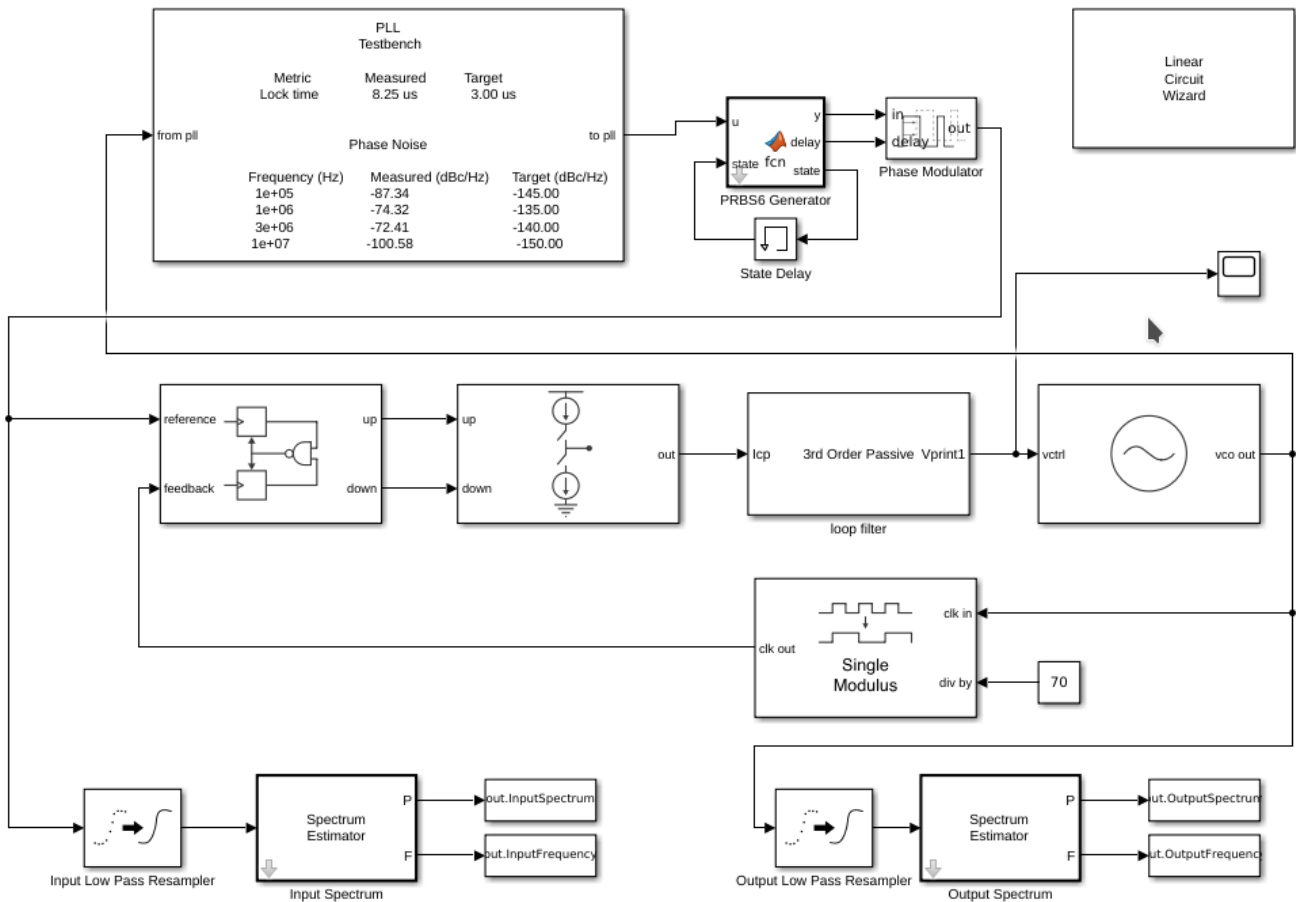 PLL
Testbench
Metric Measured Target
Lock time 8.25 us 3.00 us
from pll
to pll
Phase Noise
Frequency (Hz) Measured (dBc/Hz) Target (dBc/Hz)
1e+05 -87.34 -145.00
1e+06 -74.32 -135.00
3e+06 -72.41 -140.00
1e+07 -100.58 -150.00
u
state
fcn
y
delay
state
PRBS6 Generator
in
delay
out
Phase Modulator
State Delay
Linear
Circuit
Wizard
reference
feedback
up
down
up
down
out
Icp
3rd Order Passive
Vprint1
loop filter
vctrl
vco out
clk in
clk out
Single
Modulus
div by
70
Input Low Pass Resampler
Spectrum
Estimator
P
F
Input Spectrum
out.InputSpectrum
out.InputFrequency
Output Low Pass Resampler
Spectrum
Estimator
P
F
Output Spectrum
ut.OutputSpectrum
ut.OutputFrequenc